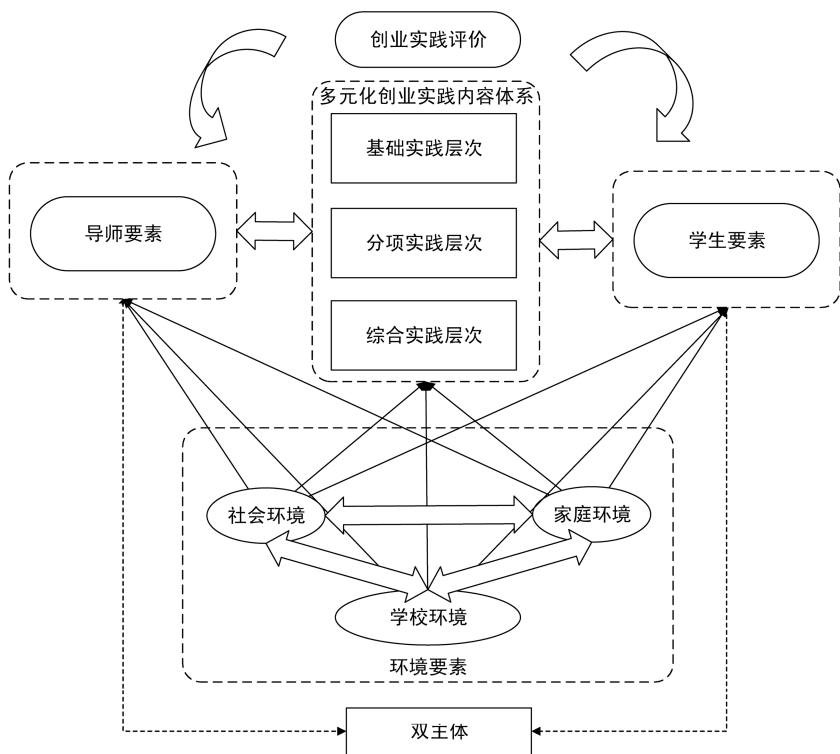 创业实践评价
多元化创业实践内容体系
基础实践层次
导师要素
分项实践层次
学生要素
综合实践层次
社会环境
家庭环境
学校环境
环境要素
双主体